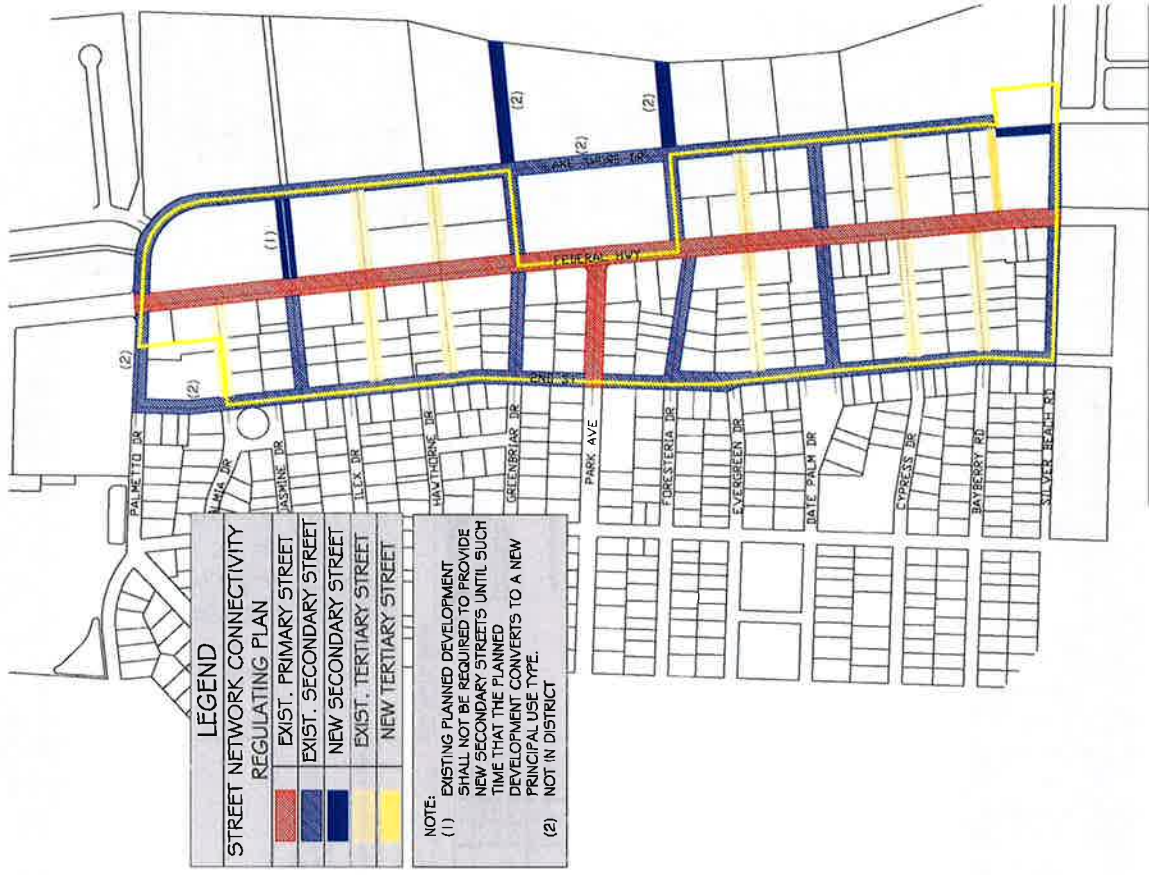 LEGEND
STREET NETWORK CONNECTIVITY
REGULATING PLAN
EXIST. PRIMARY STREET
EXIST. SECONDARY STREET
NEW SECONDARY STREET
EXIST. TERTIARY STREET
NEW TERTIARY STREET
NOTE:
(1) EXISTING PLANNED DEVELOPMENT
SHALL NOT BE REQUIRED TO PROVIDE
NEW SECONDARY STREETS UNTIL SUCH
TIME THAT THE PLANNED
DEVELOPMENT CONVERTS TO A NEW
PRINCIPAL USE TYPE.
(2) NOT IN DISTRICT
PALMETTO DR
DR
JASMINE DR
ILEX DR
HAWTHORNE DR
GREENBRIAR DR
PARK AVE
FORESTERIA DR
EVERGREEN DR
DATE PALM DR
CYPRESS DR
BAYBERRY RD
SILVER BEACH RD
2ND ST
FEDERAL HWY
LAKE SHORE DR
(2)
(2)
(1)
(2)
(2)
(2)